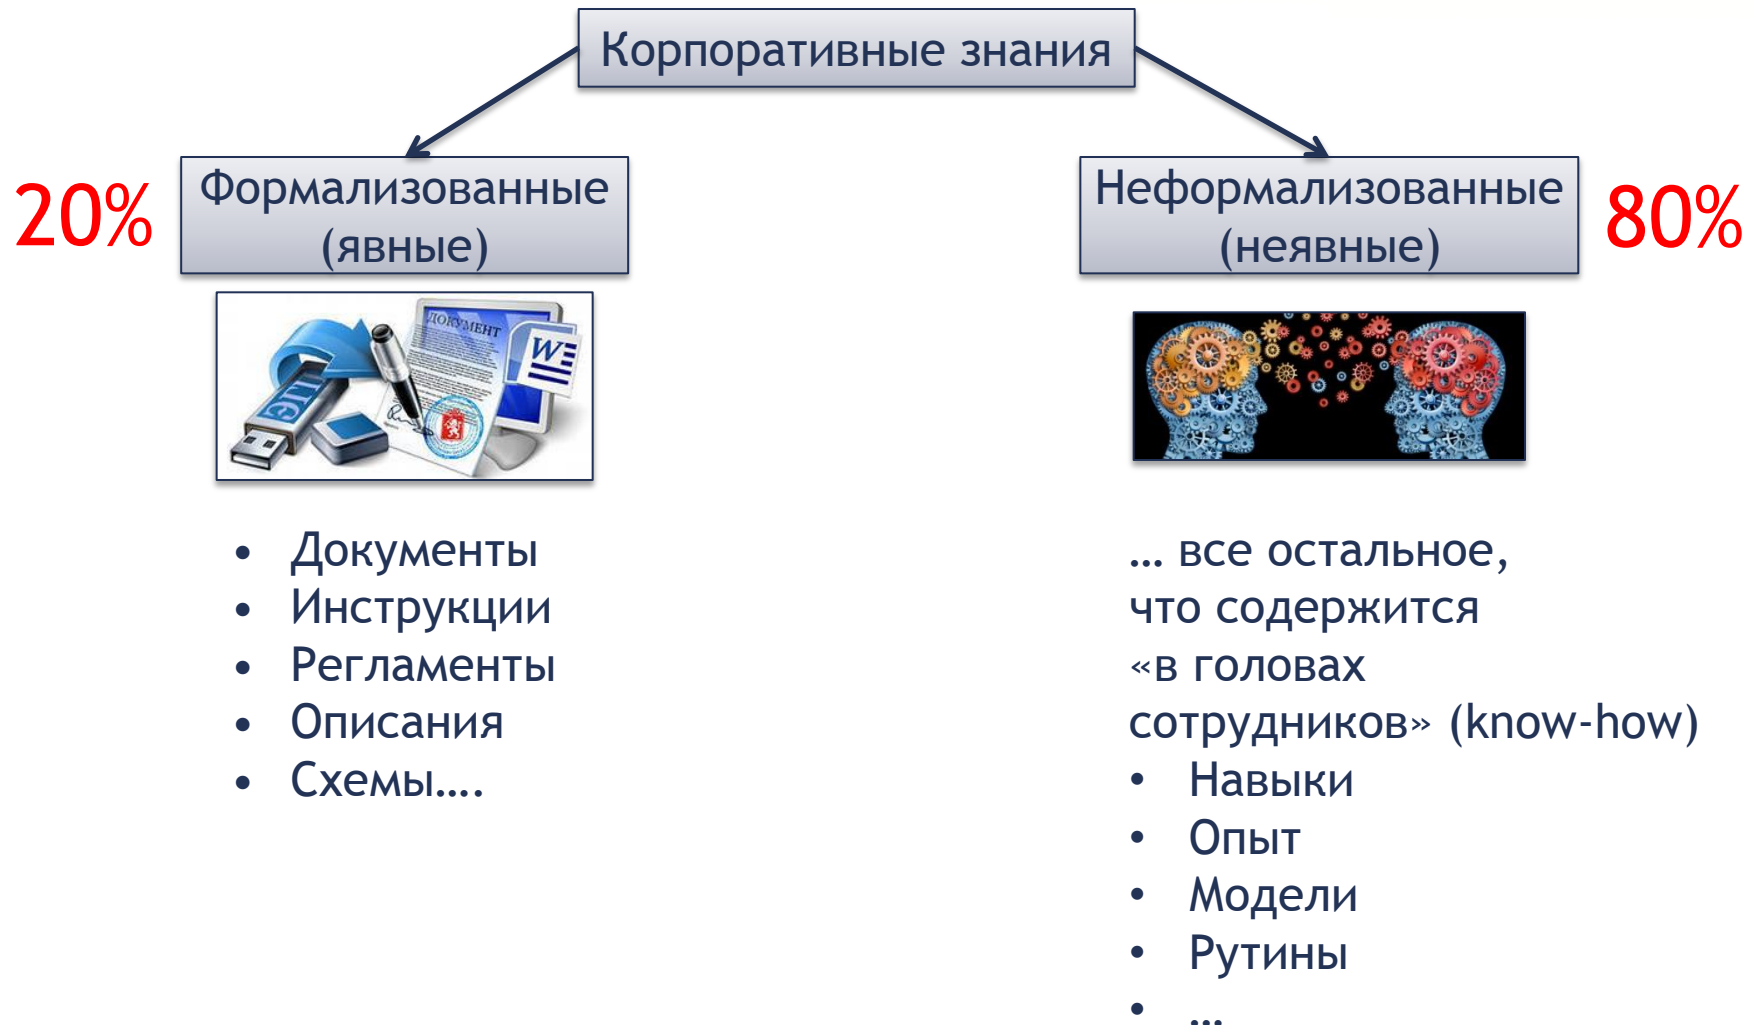 Корпоративные знания
20%
Формализованные
(явные)
Неформализованные
(неявные)
80%
ДОКУМЕНТ
W
• Документы
• Инструкции
• Регламенты
• Описания
• Схемы….
… все остальное,
что содержится
«в головах
сотрудников» (know-how)
• Навыки
• Опыт
• Модели
• Рутины
• …